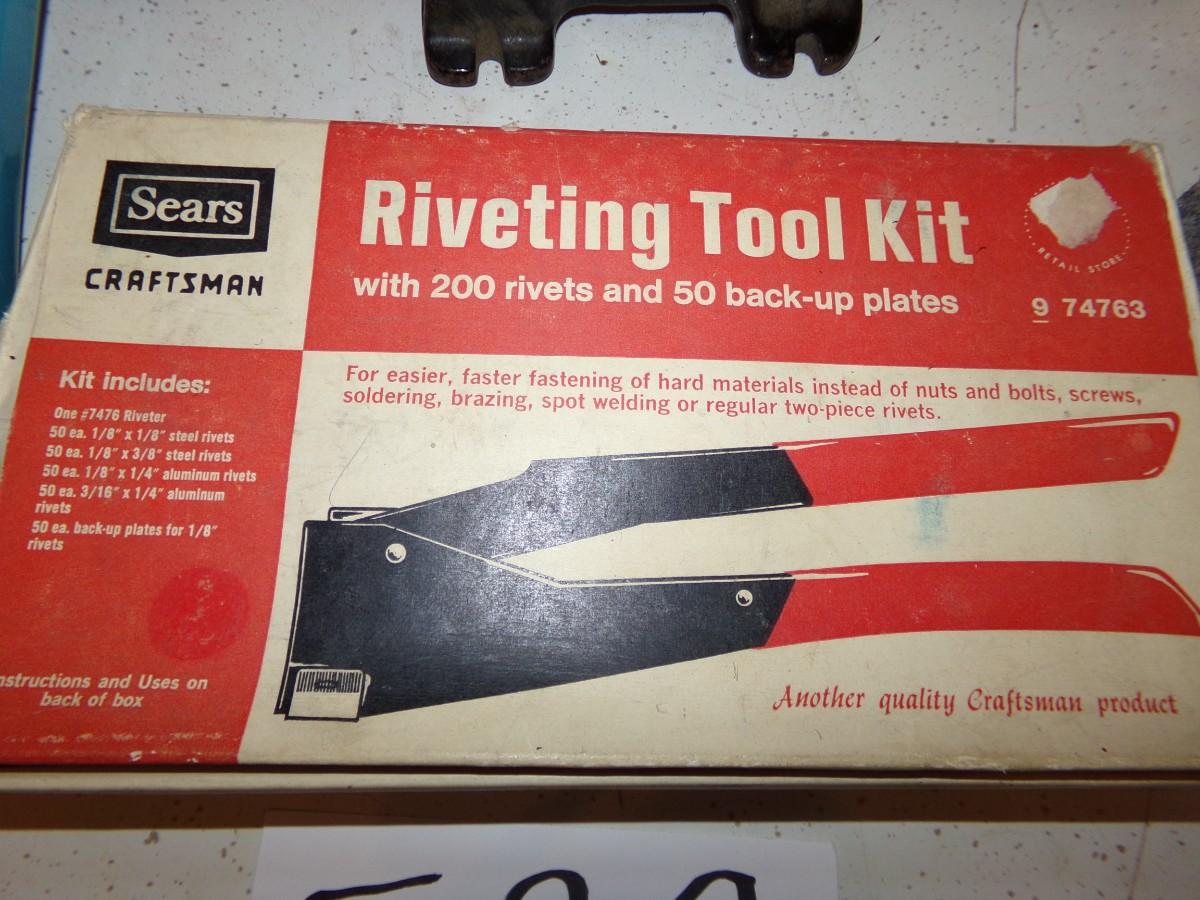 Sears
CRAFTSMAN
Riveting Tool Kit
with 200 rivets and 50 back-up plates
RETAIL STORE
9 74763
Kit includes:
One #7476 Riveter
50 ea. 1/8" x 1/8" steel rivets
50 ea. 1/8" x 3/8" steel rivets
50 ea. 1/8" x 1/4" aluminum rivets
50 ea. 3/16" x 1/4" aluminum
rivets
50 ea. back-up plates for 1/8"
rivets
For easier, faster fastening of hard materials instead of nuts and bolts, screws,
soldering, brazing, spot welding or regular two-piece rivets.
nstructions and Uses on
back of box
Another quality Craftsman product